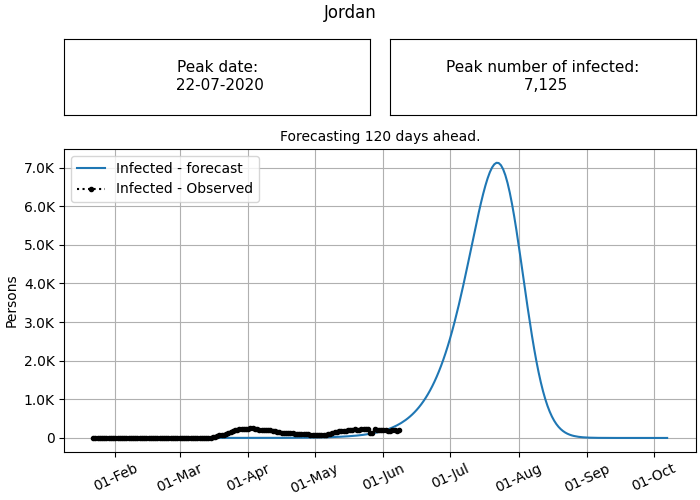 Jordan
Peak date:
22-07-2020
Peak number of infected:
7,125
Forecasting 120 days ahead.
Infected - forecast
Infected - Observed
7.0K
6.0K
5.0K
4.0K
3.0K
2.0K
1.0K
0
Persons
01-Feb
01-Mar
01-Apr
01-May
01-Jun
01-Jul
01-Aug
01-Sep
01-Oct